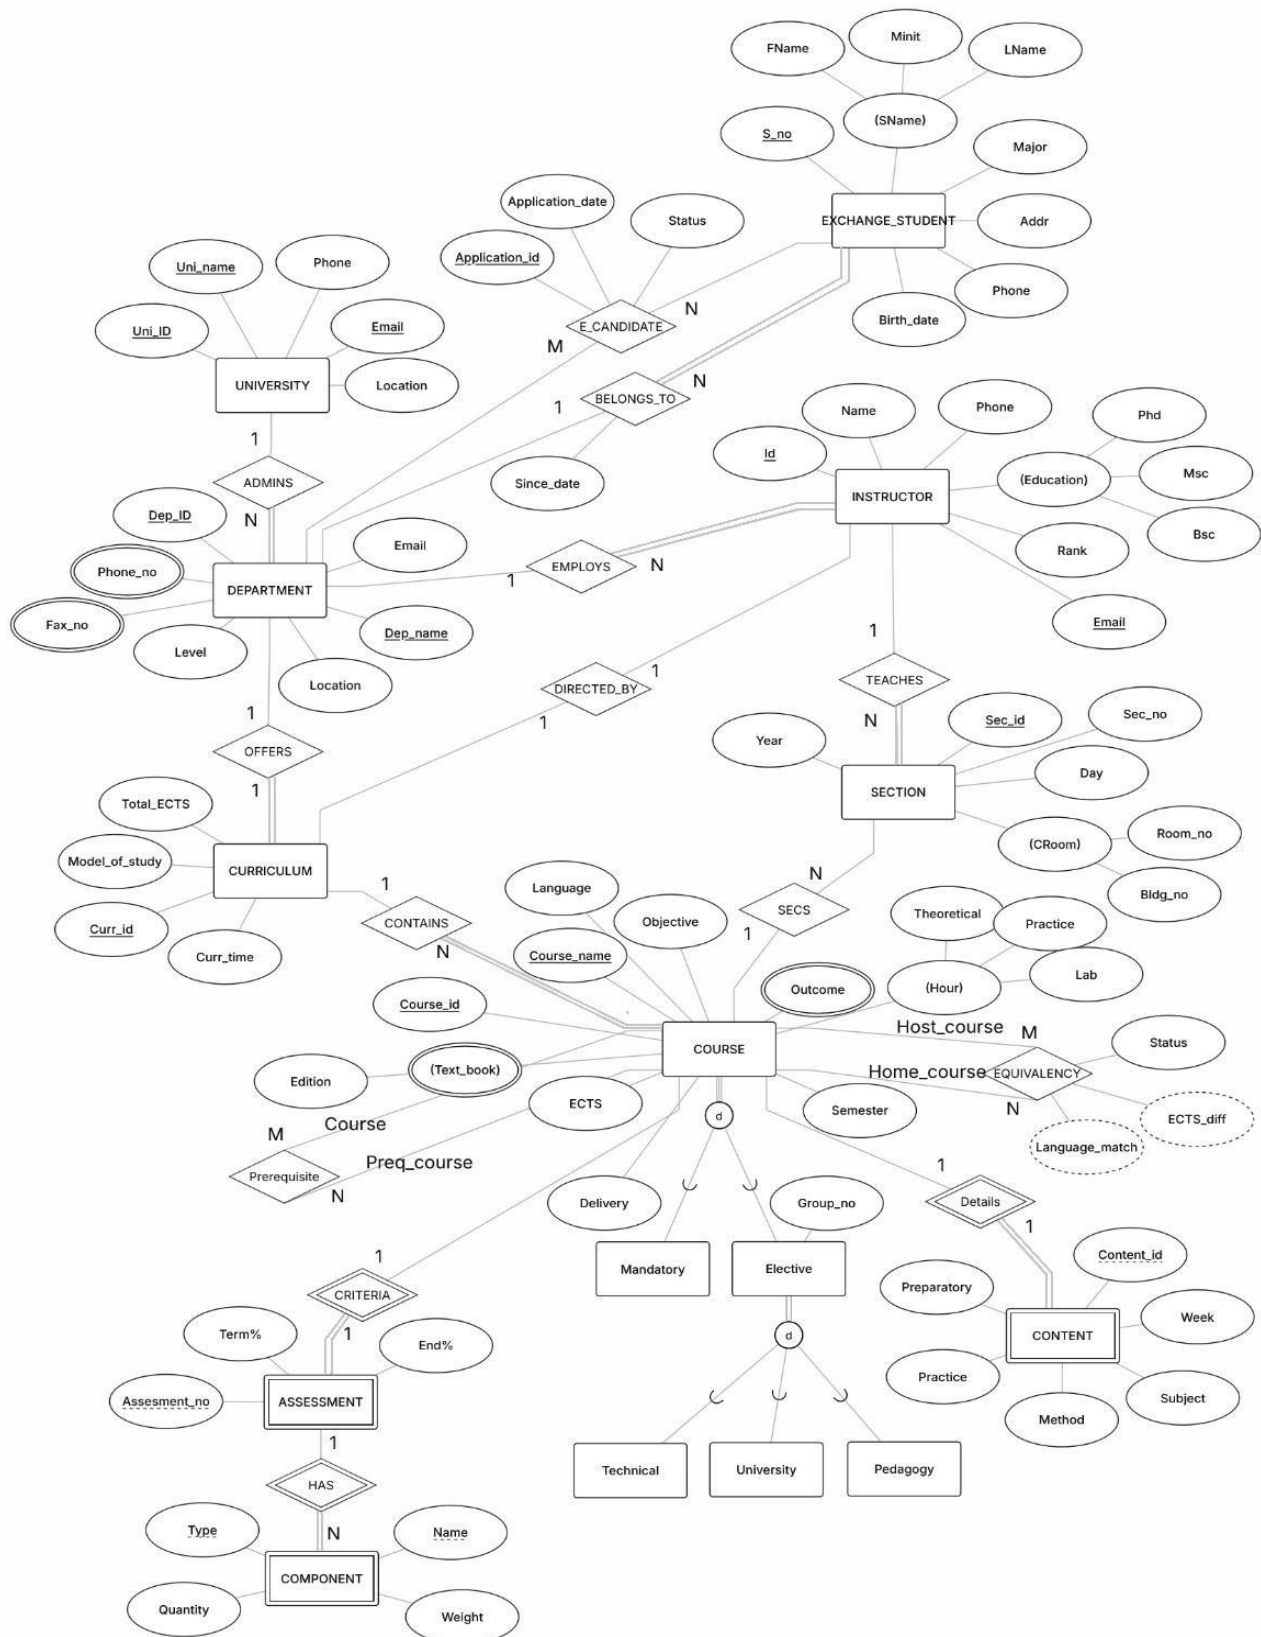 Minit
FName
LName
(SName)
S_no
Major
Application_date
Status
EXCHANGE_STUDENT
Addr
Application_id
Uni_name
Phone
Phone
N
Birth_date
Uni_ID
Email
E_CANDIDATE
M
UNIVERSITY
Location
N
BELONGS_TO
1
Name
Phone
Phd
1
Id
(Education)
Msc
ADMINS
Since_date
INSTRUCTOR
Dep_ID
N
Bsc
Email
Rank
Phone_no
EMPLOYS
N
1
DEPARTMENT
Fax_no
Dep_name
Email
1
Level
1
TEACHES
Location
DIRECTED_BY
1
1
N
Sec_id
Sec_no
OFFERS
Year
Day
1
SECTION
Total_ECTS
Room_no
(CRoom)
Model_of_study
CURRICULUM
N
1
Language
Bldg_no
SECS
Theoretical
CONTAINS
Objective
Practice
Curr_id
1
N
Course_name
Curr_time
Lab
Outcome
(Hour)
Course_id
Host_course
M
Status
COURSE
(Text_book)
Home_course
EQUIVALENCY
Edition
ECTS
Semester
N
ECTS_diff
Course
d
M
Language_match
Preq_course
1
Prerequisite
N
Delivery
Group_no
Details
1
1
Content_id
Mandatory
Elective
Preparatory
CRITERIA
Week
1
Term%
End%
d
CONTENT
Practice
Assesment_no
ASSESSMENT
Subject
Method
1
Technical
University
Pedagogy
HAS
Type
N
Name
COMPONENT
Quantity
Weight